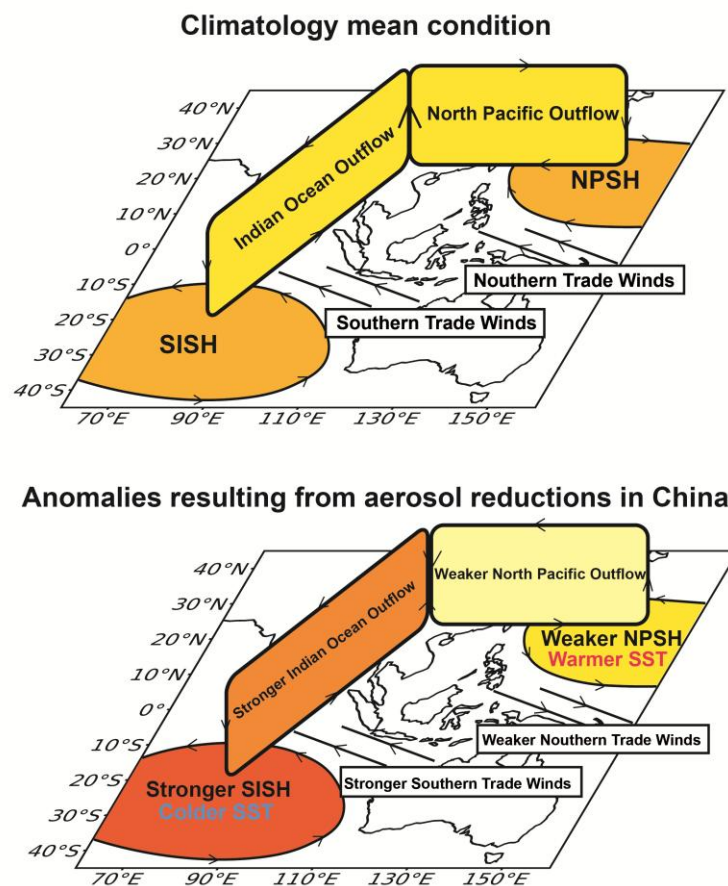 Climatology mean condition
40°N
30°N
20°N
10°N
0°
10°S
20°S
30°S
40°S
70°E
90°E
110°E
130°E
150°E
Indian Ocean Outflow
North Pacific Outflow
NPSH
Nouthern Trade Winds
Southern Trade Winds
SISH
Anomalies resulting from aerosol reductions in China
40°N
30°N
20°N
10°N
0°
10°S
20°S
30°S
40°S
70°E
90°E
110°E
130°E
150°E
Stronger Indian Ocean Outflow
Weaker North Pacific Outflow
Weaker NPSH
Warmer SST
Weaker Nouthern Trade Winds
Stronger Southern Trade Winds
Stronger SISH
Colder SST